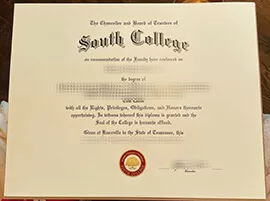 The Chancellor and Board of Trustees of
South College
on recommendation of the Faculty have conferred on
the degree of
with all the Rights, Privileges, Obligations, and Honors thereunto
appertaining. In witness whereof this diploma is granted and the
Seal of the College is hereunto affixed.
Given at Knoxville in the State of Tennessee, this